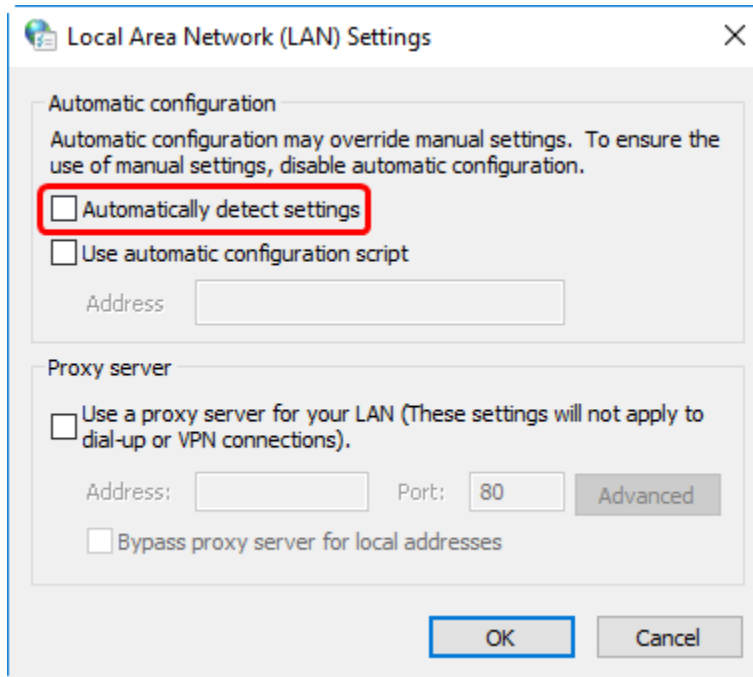 Local Area Network (LAN) Settings
Automatic configuration
Automatic configuration may override manual settings.  To ensure the
use of manual settings, disable automatic configuration.
Automatically detect settings
Use automatic configuration script
Address
Proxy server
Use a proxy server for your LAN (These settings will not apply to
dial-up or VPN connections).
Address:
Port:
80
Advanced
Bypass proxy server for local addresses
OK
Cancel